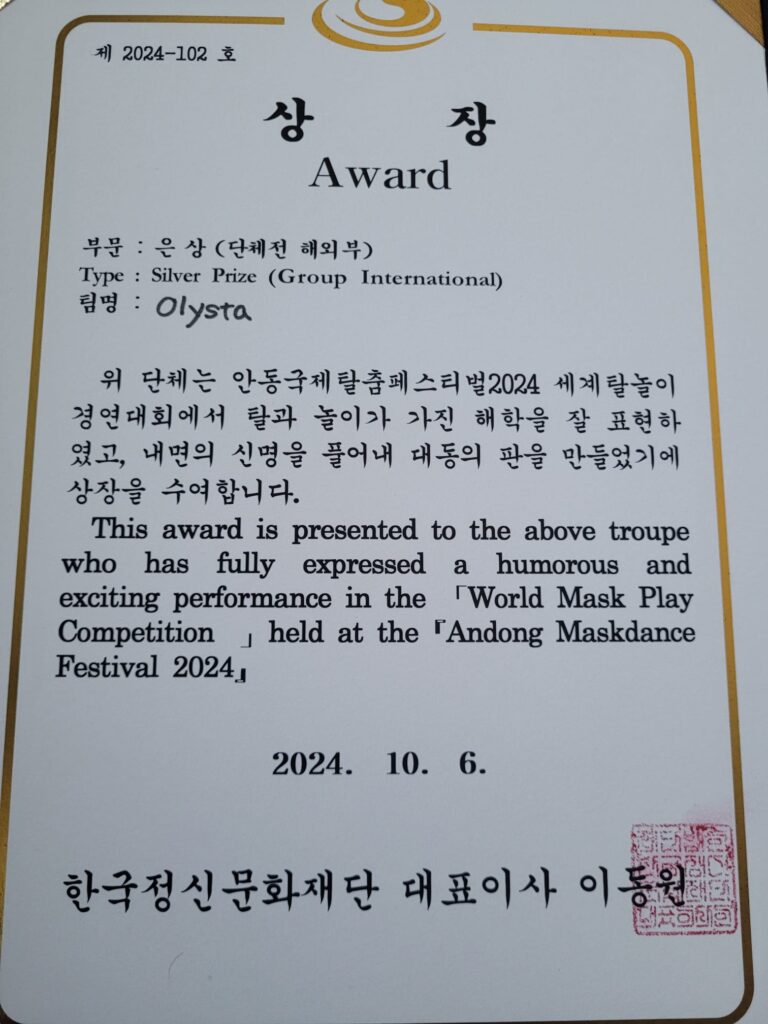 제 2024-102 호
상 장
Award
부문 : 은 상 (단체전 해외부)
Type : Silver Prize (Group International)
팀명 : Olysta
위 단체는 안동국제탈춤페스티벌2024 세계탈놀이
경연대회에서 탈과 놀이가 가진 해학을 잘 표현하
였고, 내면의 신명을 풀어내 대동의 판을 만들었기에
상장을 수여합니다.
This award is presented to the above troupe
who has fully expressed a humorous and
exciting performance in the 「World Mask Play
Competition 」 held at the 『Andong Maskdance
Festival 2024』
2024. 10. 6.
한국정신문화재단 대표이사 이동원